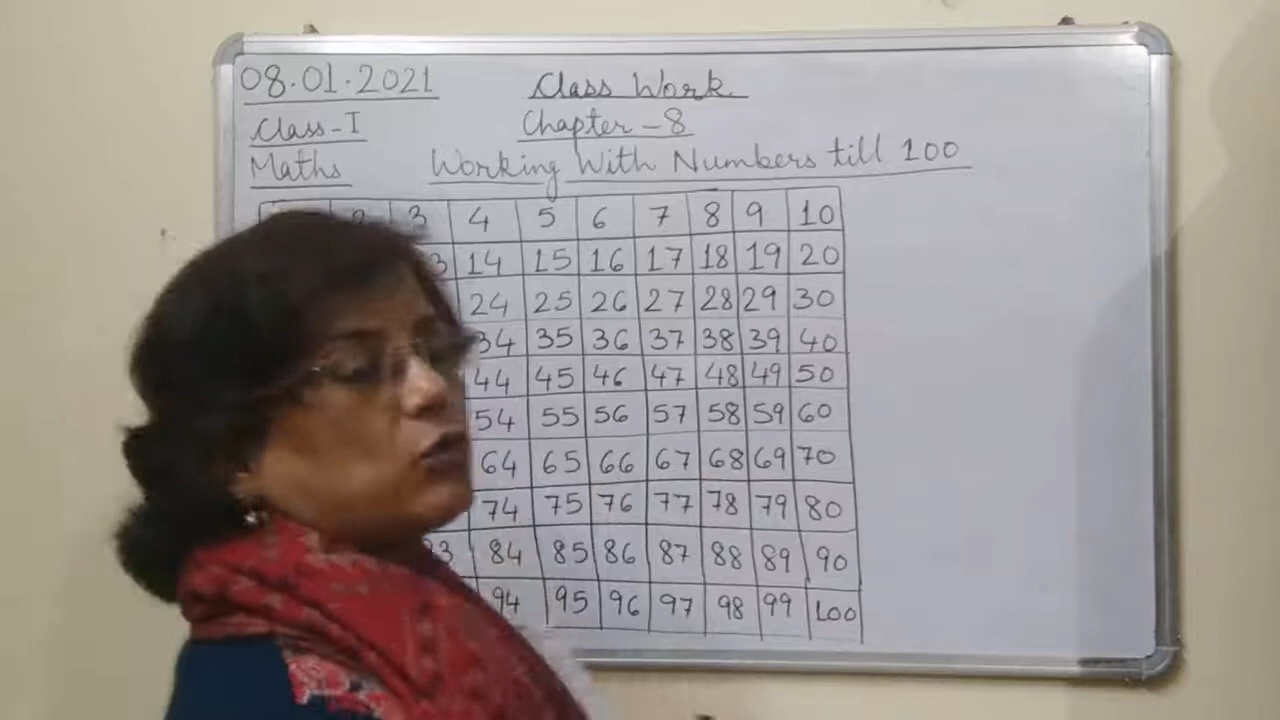 08.01.2021 Class Work
Class-I Chapter-8
Maths Working With Numbers till 100
2 3 4 5 6 7 8 9 10
3 14 15 16 17 18 19 20
24 25 26 27 28 29 30
34 35 36 37 38 39 40
44 45 46 47 48 49 50
54 55 56 57 58 59 60
64 65 66 67 68 69 70
74 75 76 77 78 79 80
3 84 85 86 87 88 89 90
94 95 96 97 98 99 100